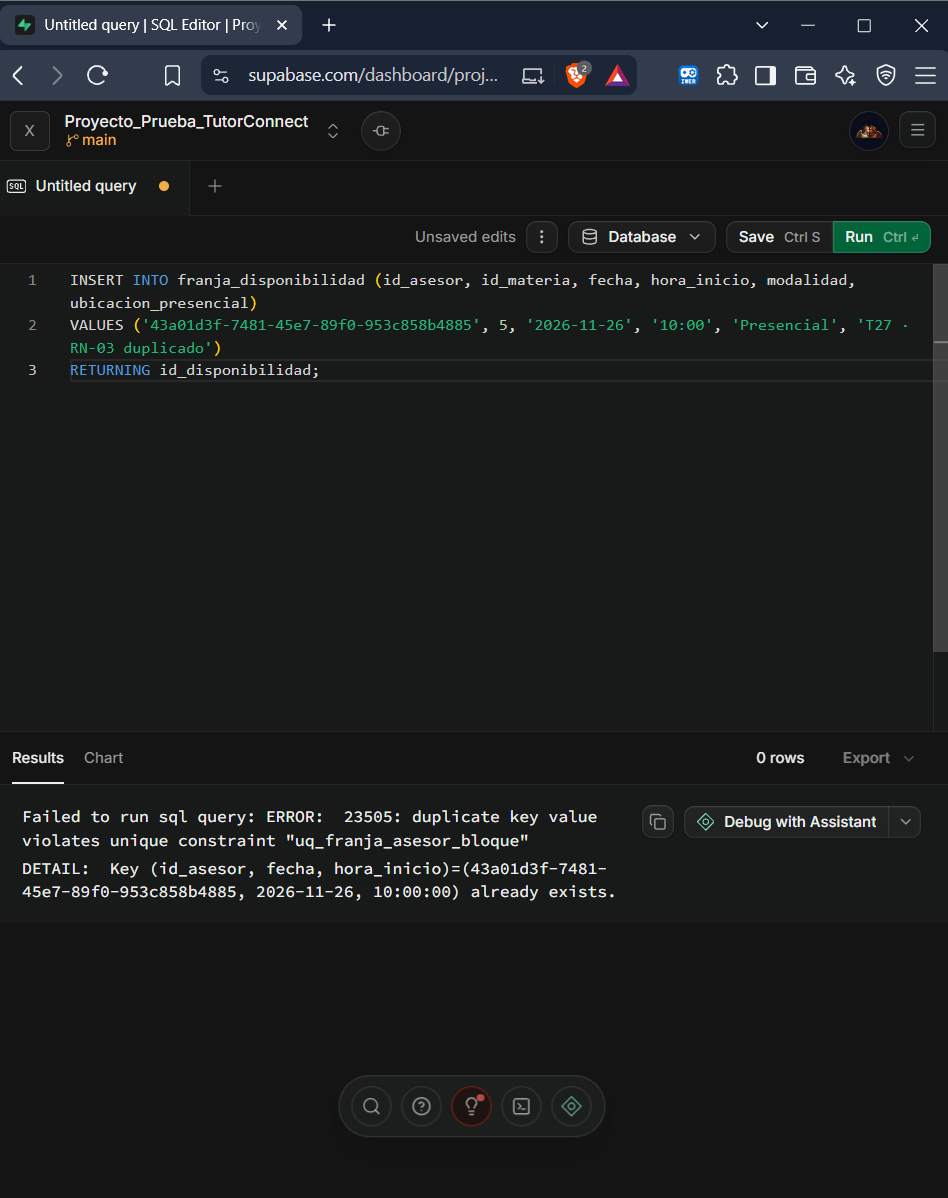 Untitled query | SQL Editor | Proy
supabase.com/dashboard/proj...
2
IWER
X
Proyecto_Prueba_TutorConnect
main
SQL
Untitled query
Unsaved edits
Database
Save Ctrl S
Run Ctrl ↵
1 INSERT INTO franja_disponibilidad (id_asesor, id_materia, fecha, hora_inicio, modalidad,
ubicacion_presencial)
2 VALUES ('43a01d3f-7481-45e7-89f0-953c858b4885', 5, '2026-11-26', '10:00', 'Presencial', 'T27 ·
RN-03 duplicado')
3 RETURNING id_disponibilidad;
Results Chart 0 rows Export
Failed to run sql query: ERROR:  23505: duplicate key value
violates unique constraint "uq_franja_asesor_bloque"
DETAIL:  Key (id_asesor, fecha, hora_inicio)=(43a01d3f-7481-
45e7-89f0-953c858b4885, 2026-11-26, 10:00:00) already exists.
Debug with Assistant